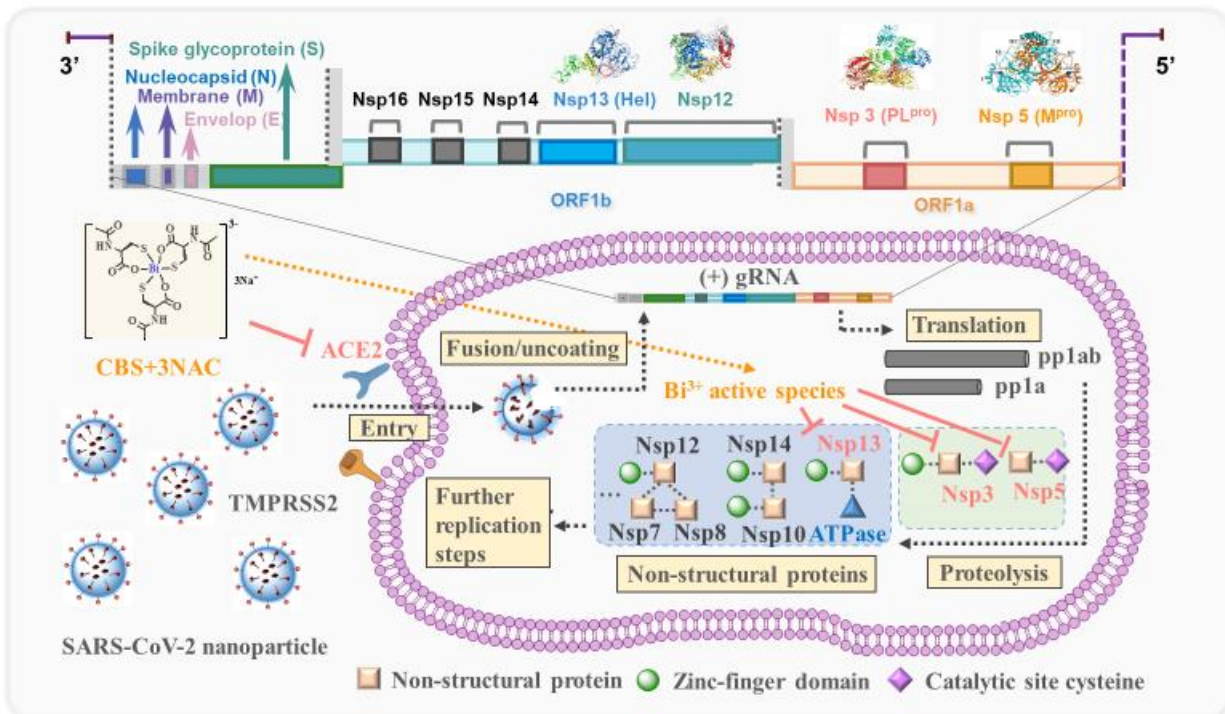 3’
5’
Spike glycoprotein (S)
Nucleocapsid (N)
Membrane (M)
Envelop (E)
Nsp16
Nsp15
Nsp14
Nsp13 (Hel)
Nsp12
Nsp 3 (PLpro)
Nsp 5 (Mpro)
ORF1b
ORF1a
3-
O
N
H
S
O
O
O
O
N
H
Bi
S
O
S
O
O
HN
O
3Na+
CBS+3NAC
ACE2
(+) gRNA
Fusion/uncoating
Translation
pp1ab
pp1a
Bi3+ active species
Entry
TMPRSS2
Nsp12
Nsp14
Nsp13
Nsp3
Nsp5
Nsp7
Nsp8
Nsp10
ATPase
Further
replication
steps
Non-structural proteins
Proteolysis
SARS-CoV-2 nanoparticle
Non-structural protein
Zinc-finger domain
Catalytic site cysteine